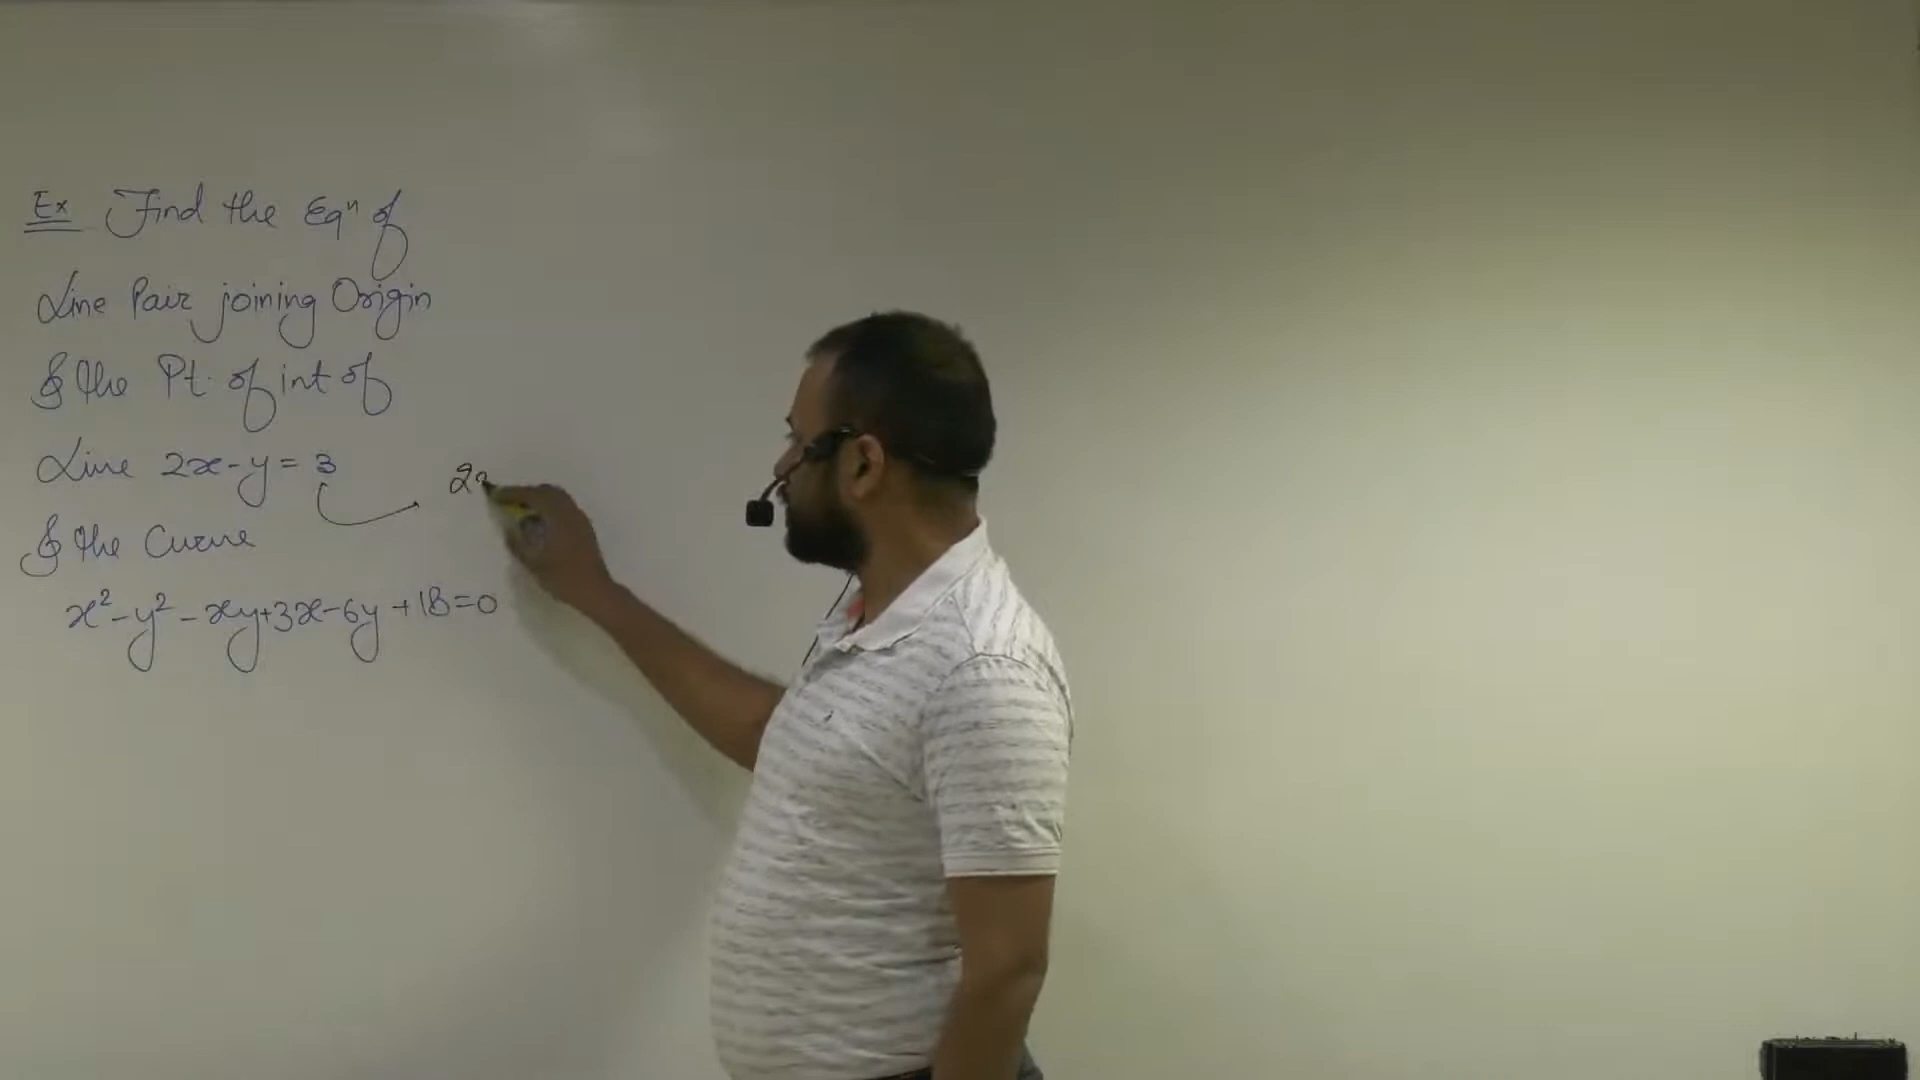 Ex Find the Eqⁿ of
Line Pair joining Origin
& the Pt. of int of
Line 2x-y=3
2x
& the Curve
x²-y²-xy+3x-6y+18=0